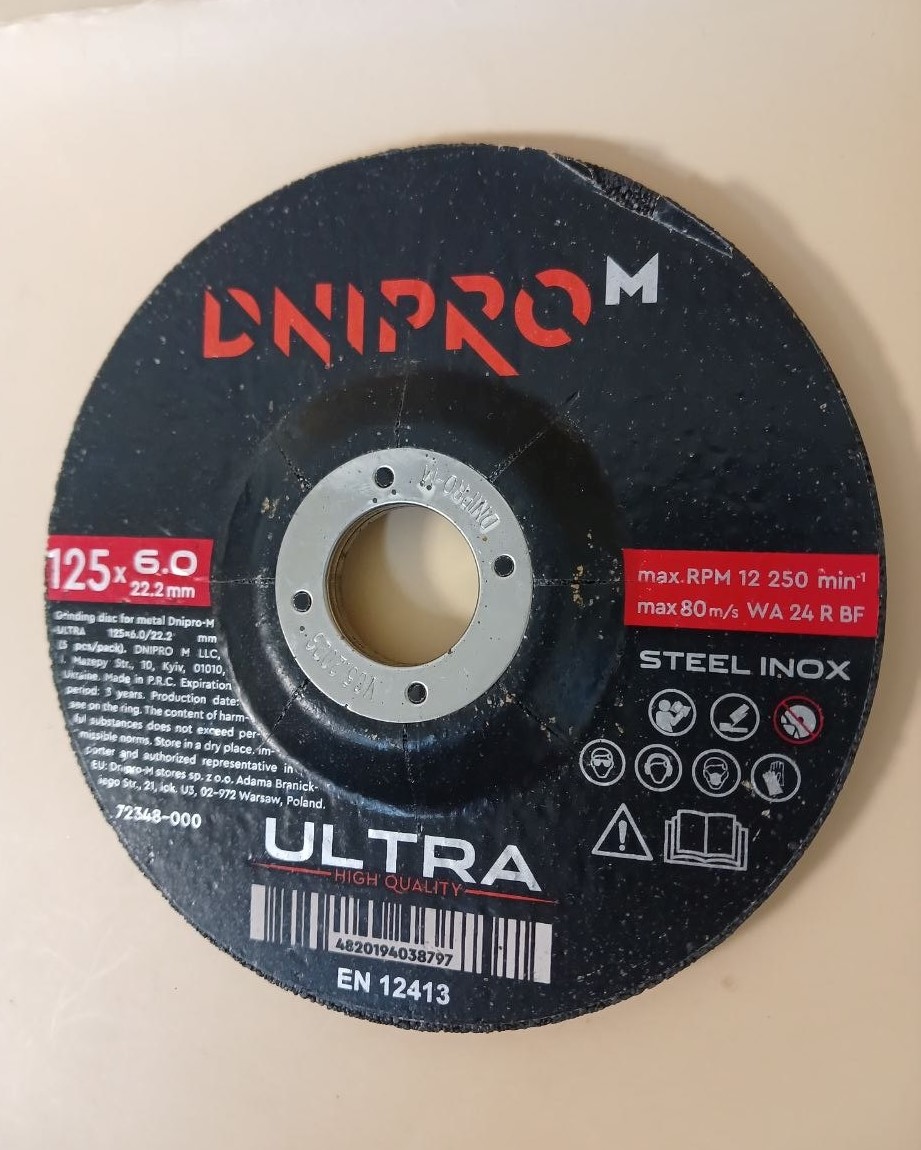 DNIPRO M
DNIPRO-M
125x 6.0
22.2 mm
Grinding disc for metal Dnipro-M
ULTRA 125x6.0/22.2 mm
(5 pcs/pack). DNIPRO M LLC,
I. Mazepy Str., 10, Kyiv, 01010,
Ukraine. Made in P.R.C. Expiration
period: 3 years. Production date:
see on the ring. The content of harm-
ful substances does not exceed per-
missible norms. Store in a dry place. Im-
porter and authorized representative in
EU: Dnipro-M stores sp. z o.o. Adama Branick-
iego Str., 21, lok. U3, 02-972 Warsaw, Poland.
72348-000
max.RPM 12 250 min⁻¹
max 80 m/s WA 24 R BF
STEEL INOX
ULTRA
HIGH QUALITY
4820194038797
EN 12413